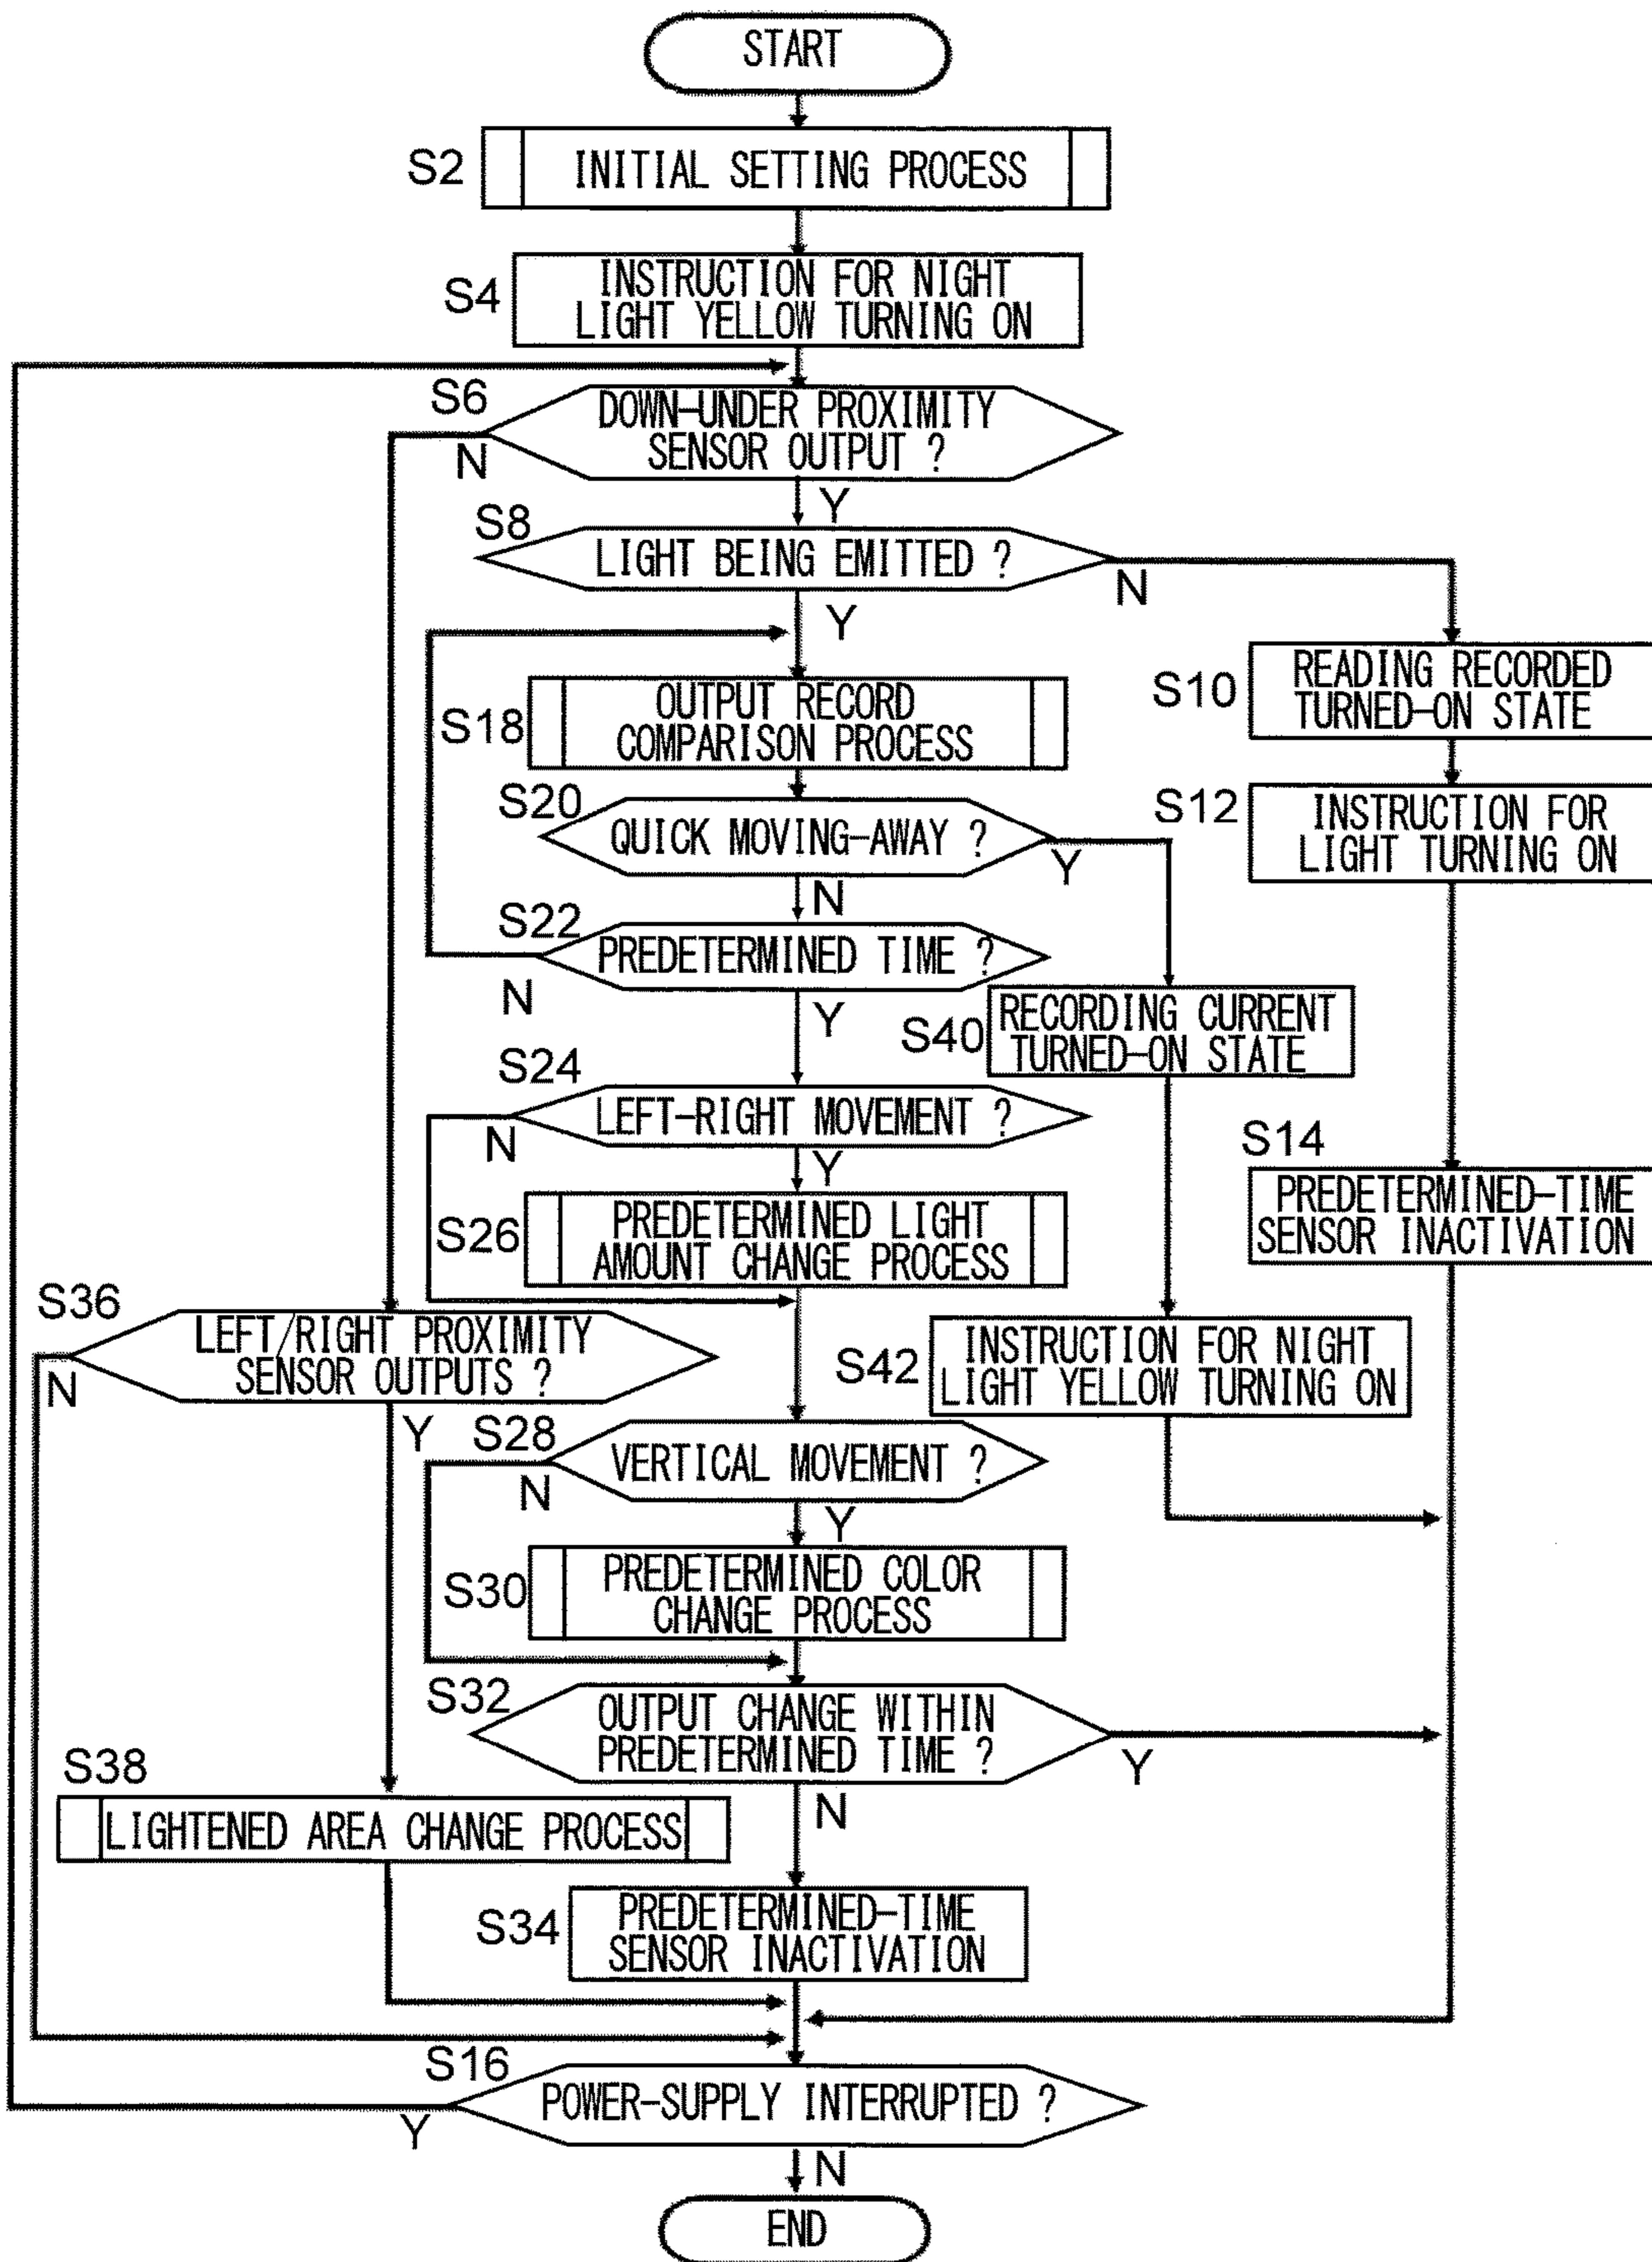 START
S2
INITIAL SETTING PROCESS
S4
INSTRUCTION FOR NIGHT
LIGHT YELLOW TURNING ON
S6
DOWN-UNDER PROXIMITY
SENSOR OUTPUT ?
N
Y
S8
LIGHT BEING EMITTED ?
N
Y
S10
READING RECORDED
TURNED-ON STATE
S18
OUTPUT RECORD
COMPARISON PROCESS
S12
INSTRUCTION FOR
LIGHT TURNING ON
S20
QUICK MOVING-AWAY ?
Y
N
S22
PREDETERMINED TIME ?
N
Y
S40
RECORDING CURRENT
TURNED-ON STATE
S24
LEFT-RIGHT MOVEMENT ?
N
Y
S14
PREDETERMINED-TIME
SENSOR INACTIVATION
S26
PREDETERMINED LIGHT
AMOUNT CHANGE PROCESS
S36
LEFT/RIGHT PROXIMITY
SENSOR OUTPUTS ?
N
Y
S42
INSTRUCTION FOR NIGHT
LIGHT YELLOW TURNING ON
S28
VERTICAL MOVEMENT ?
N
Y
S30
PREDETERMINED COLOR
CHANGE PROCESS
S32
OUTPUT CHANGE WITHIN
PREDETERMINED TIME ?
Y
N
S38
LIGHTENED AREA CHANGE PROCESS
S34
PREDETERMINED-TIME
SENSOR INACTIVATION
S16
POWER-SUPPLY INTERRUPTED ?
Y
N
END